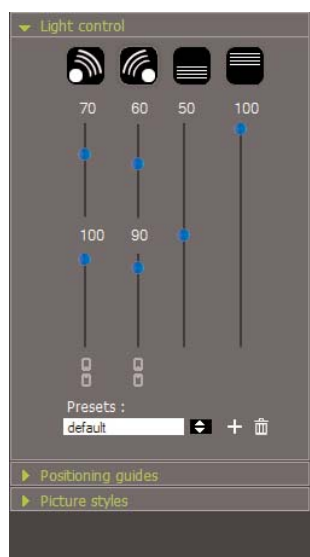 Light control
70 60 50 100
100 90
Presets :
default
Positioning guides
Picture styles